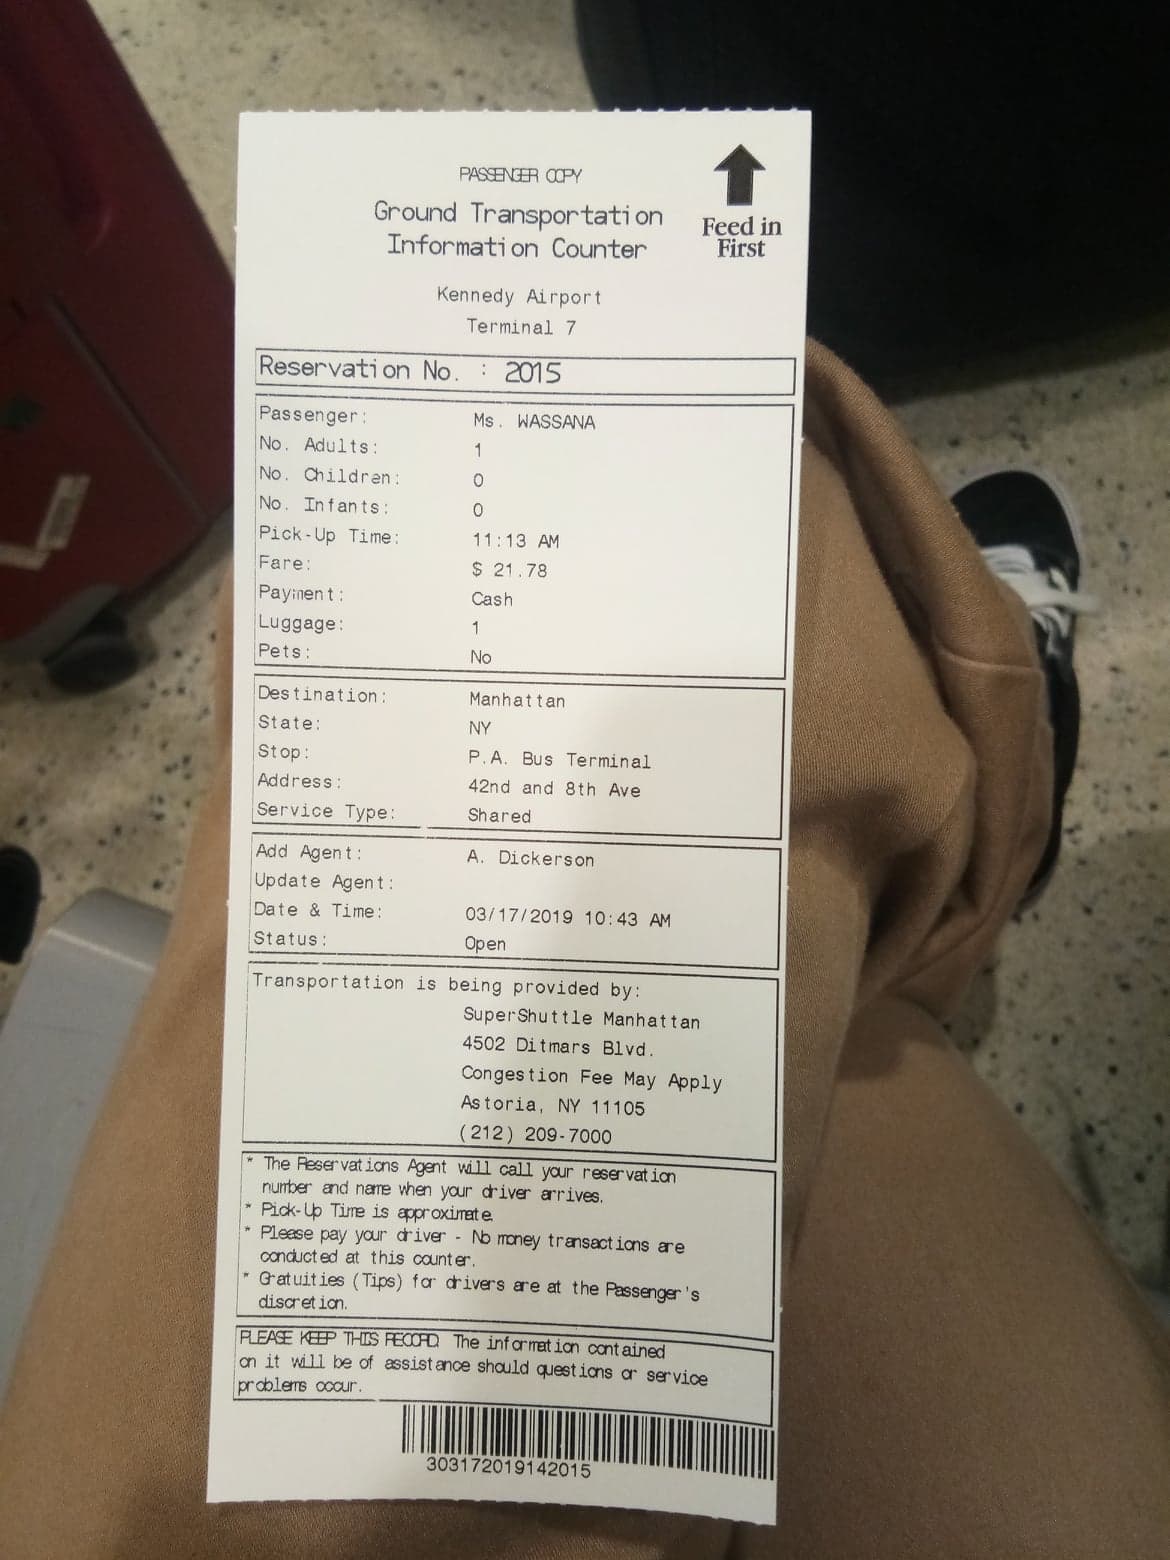 PASSENGER COPY
Ground Transportation
Information Counter
Feed in
First
Kennedy Airport
Terminal 7
Reservation No. : 2015
Passenger: Ms. WASSANA
No. Adults: 1
No. Children: 0
No. Infants: 0
Pick-Up Time: 11:13 AM
Fare: $ 21.78
Payment: Cash
Luggage: 1
Pets: No
Destination: Manhattan
State: NY
Stop: P.A. Bus Terminal
Address: 42nd and 8th Ave
Service Type: Shared
Add Agent: A. Dickerson
Update Agent:
Date & Time: 03/17/2019 10:43 AM
Status: Open
Transportation is being provided by:
SuperShuttle Manhattan
4502 Ditmars Blvd.
Congestion Fee May Apply
Astoria, NY 11105
(212) 209-7000
* The Reservations Agent will call your reservation
number and name when your driver arrives.
* Pick-Up Time is approximate.
* Please pay your driver - No money transactions are
conducted at this counter.
* Gratuities (Tips) for drivers are at the Passenger's
discretion.
PLEASE KEEP THIS RECORD. The information contained
on it will be of assistance should questions or service
problems occur.
303172019142015